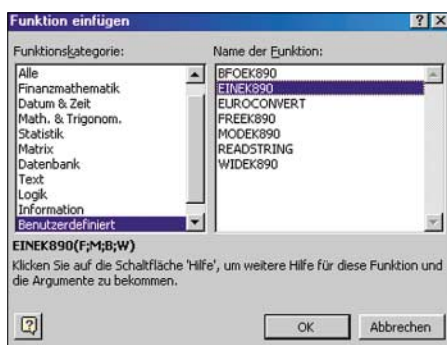 Funktion einfügen
Funktionskategorie:
Alle
Finanzmathematik
Datum & Zeit
Math. & Trigonom.
Statistik
Matrix
Datenbank
Text
Logik
Information
Benutzerdefiniert
Name der Funktion:
BFOEK890
EINEK890
EUROCONVERT
FREEK890
MODEK890
READSTRING
WIDEK890
EINEK890(F;M;B;W)
Klicken Sie auf die Schaltfläche 'Hilfe', um weitere Hilfe für diese Funktion und
die Argumente zu bekommen.
OK Abbrechen